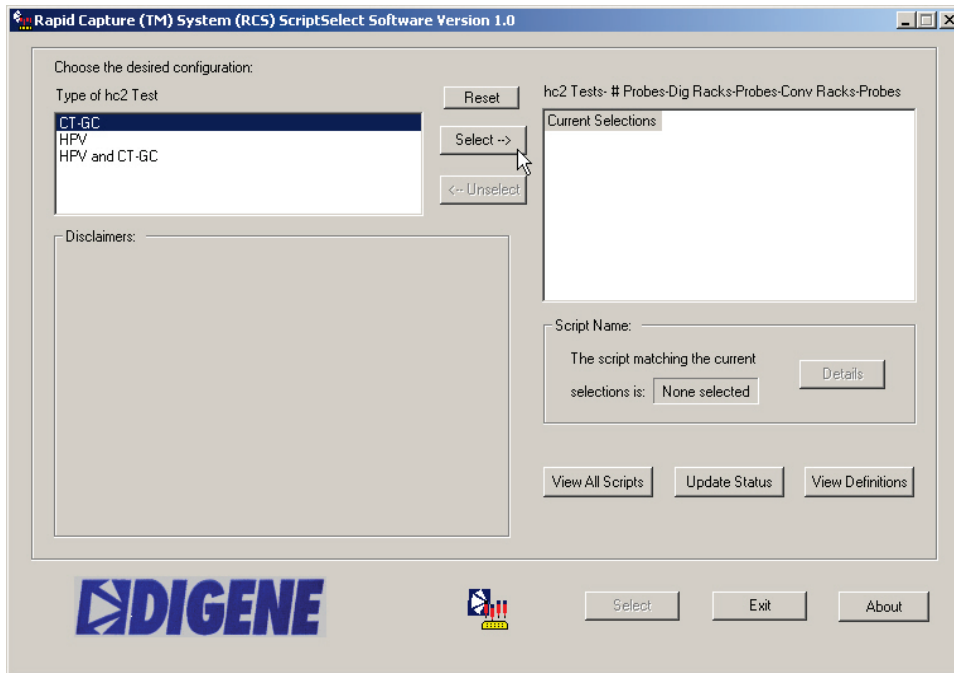 Rapid Capture (TM) System (RCS) ScriptSelect Software Version 1.0
Choose the desired configuration:
Type of hc2 Test
CT-GC
HPV
HPV and CT-GC
Reset
Select -->
<-- Unselect
hc2 Tests- # Probes-Dig Racks-Probes-Conv Racks-Probes
Current Selections
Disclaimers:
Script Name:
The script matching the current
selections is: None selected
Details
View All Scripts Update Status View Definitions
DIGENE
Select Exit About